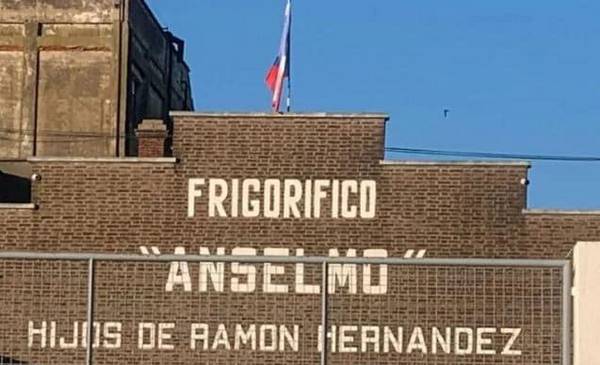 FRIGORIFICO
"ANSELMO"
HIJOS DE RAMON HERNANDEZ